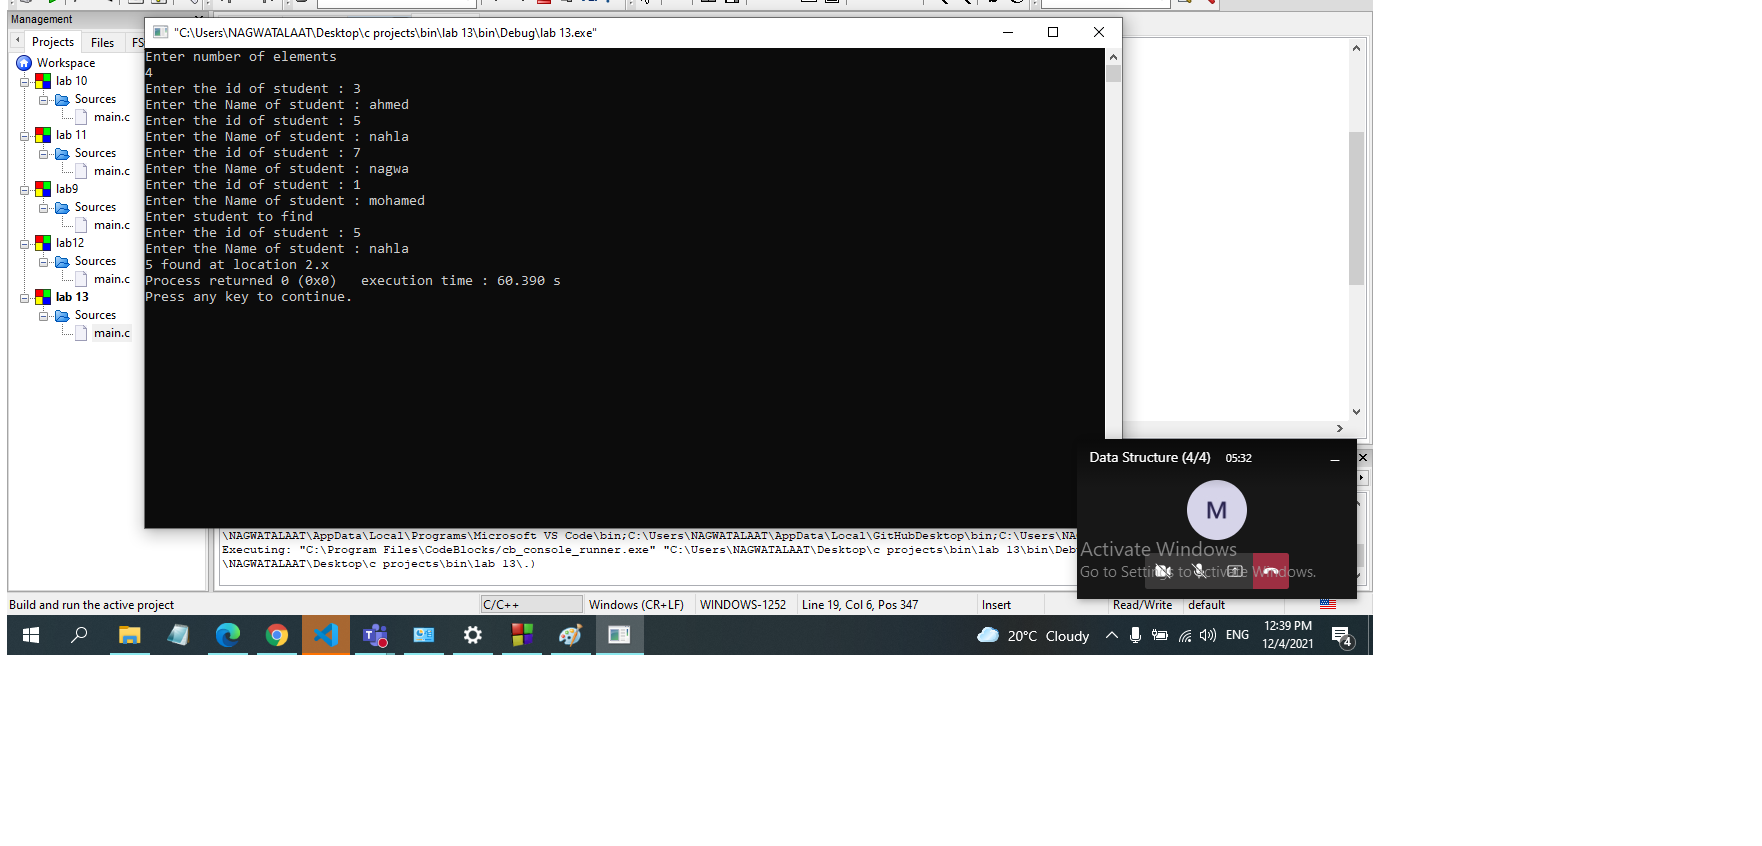 Management
Projects
Files
FS
Workspace
lab 10
Sources
main.c
lab 11
Sources
main.c
lab9
Sources
main.c
lab12
Sources
main.c
lab 13
Sources
main.c
"C:\Users\NAGWATALAAT\Desktop\c projects\bin\lab 13\bin\Debug\lab 13.exe"
Enter number of elements
4
Enter the id of student : 3
Enter the Name of student : ahmed
Enter the id of student : 5
Enter the Name of student : nahla
Enter the id of student : 7
Enter the Name of student : nagwa
Enter the id of student : 1
Enter the Name of student : mohamed
Enter student to find
Enter the id of student : 5
Enter the Name of student : nahla
5 found at location 2.x
Process returned 0 (0x0)   execution time : 60.390 s
Press any key to continue.
\NAGWATALAAT\AppData\Local\Programs\Microsoft VS Code\bin;C:\Users\NAGWATALAAT\AppData\Local\GitHubDesktop\bin;C:\Users\NAG
Executing: "C:\Program Files\CodeBlocks/cb_console_runner.exe" "C:\Users\NAGWATALAAT\Desktop\c projects\bin\lab 13\bin\Deb
\NAGWATALAAT\Desktop\c projects\bin\lab 13\.)
Data Structure (4/4) 05:32
M
Activate Windows
Go to Settings to activate Windows.
Build and run the active project
C/C++
Windows (CR+LF)
WINDOWS-1252
Line 19, Col 6, Pos 347
Insert
Read/Write
default
20°C Cloudy
ENG
12:39 PM
12/4/2021
4